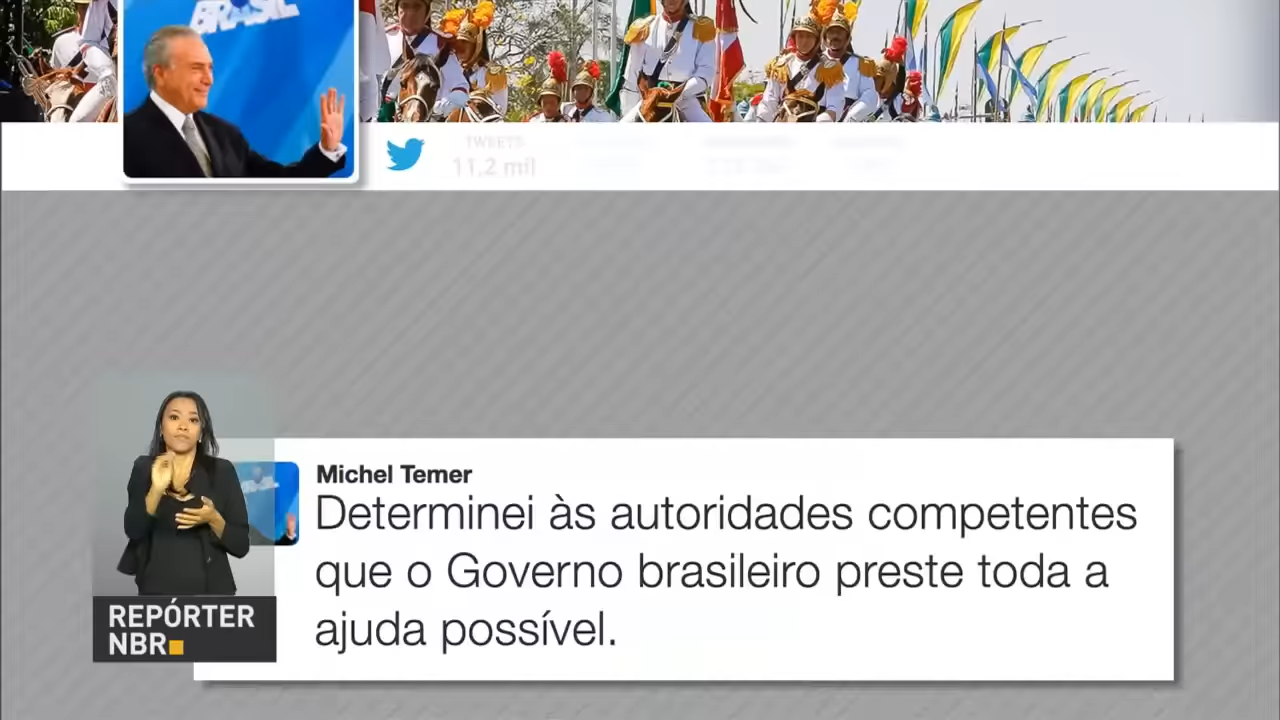 BRASIL
TWEETS
11,2 mil
Michel Temer
Determinei às autoridades competentes
que o Governo brasileiro preste toda a
ajuda possível.
REPÓRTER
NBR